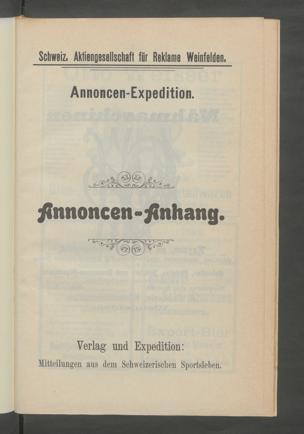 Schweiz. Aktiengesellschaft für Reklame Weinfelden.
Annoncen-Expedition.
Annoncen-Anhang.
Verlag und Expedition:
Mitteilungen aus dem Schweizerischen Sportsleben.